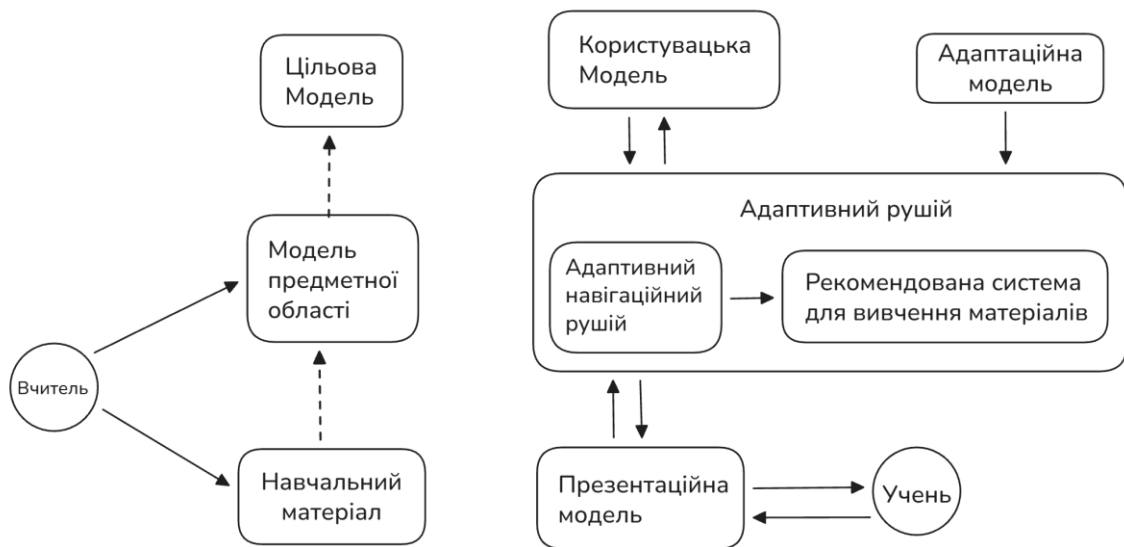 Цільова
Модель
Користувацька
Модель
Адаптаційна
модель
Адаптивний рушій
Модель
предметної
області
Адаптивний
навігаційний
рушій
Рекомендована система
для вивчення матеріалів
Вчитель
Навчальний
матеріал
Презентаційна
модель
Учень